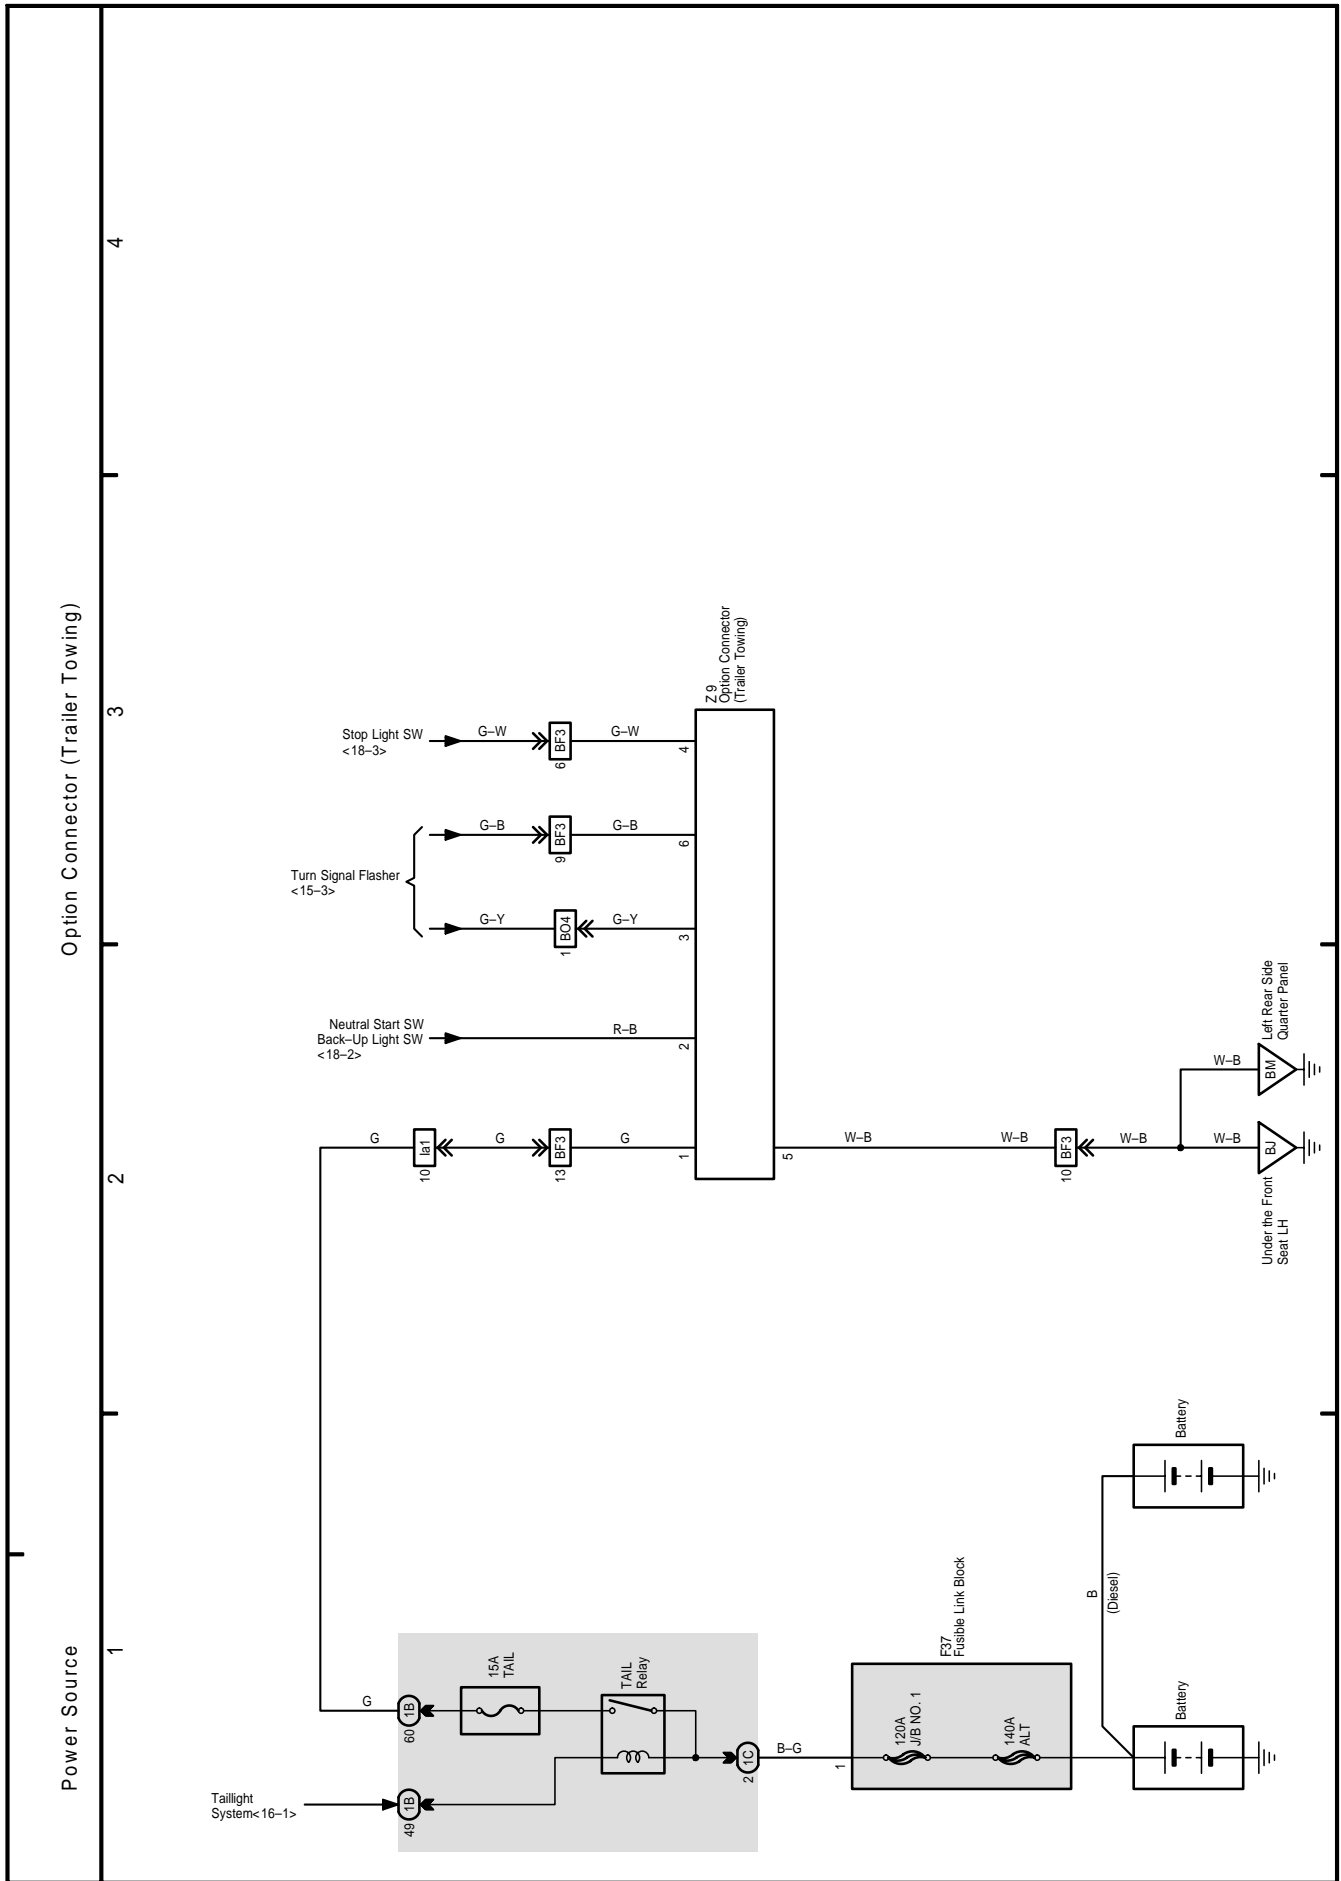 Power Source
Option Connector (Trailer Towing)
1
2
3
4
Taillight
System<16–1>
49
1B
60
1B
G
15A
TAIL
TAIL
Relay
2
1C
B–G
1
F37
Fusible Link Block
120A
J/B NO. 1
140A
ALT
B
(Diesel)
Battery
Battery
G
10
Ia1
G
13
BF3
G
1
Neutral Start SW
Back–Up Light SW
<18–2>
R–B
2
Turn Signal Flasher
<15–3>
G–Y
1
BO4
G–Y
3
G–B
9
BF3
G–B
6
Stop Light SW
<18–3>
G–W
6
BF3
G–W
4
Z 9
Option Connector
(Trailer Towing)
5
W–B
W–B
10
BF3
W–B
W–B
BJ
Under the Front
Seat LH
W–B
BM
Left Rear Side
Quarter Panel